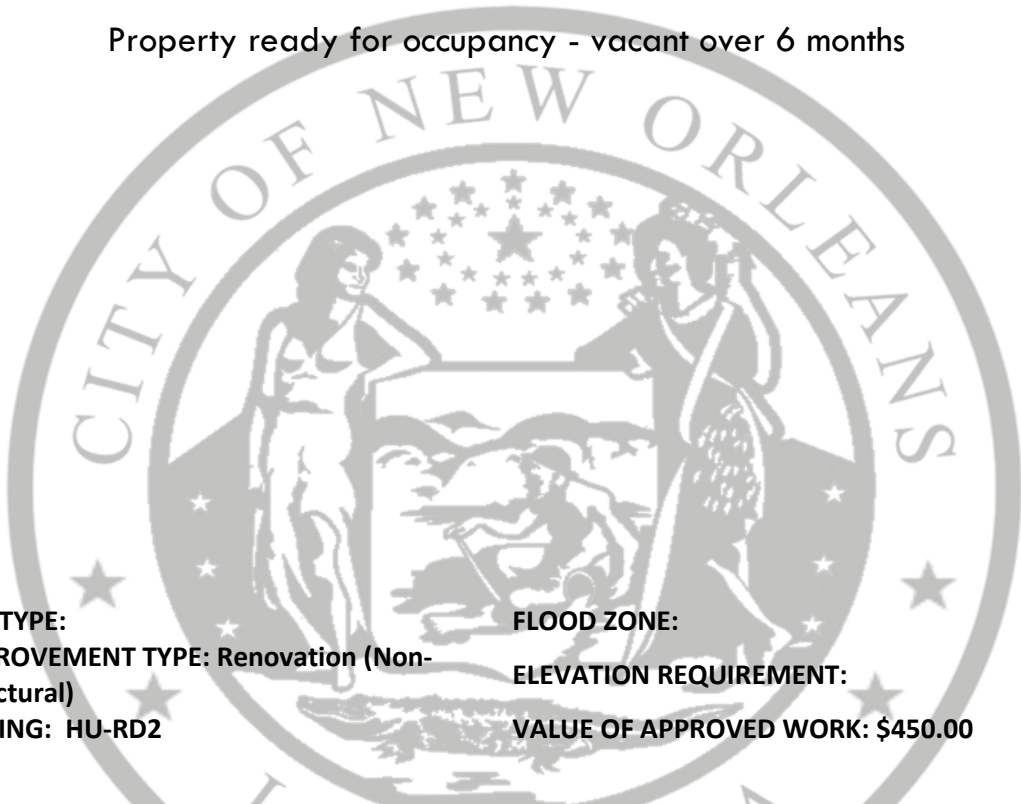 Property ready for occupancy - vacant over 6 months
CITY OF NEW ORLEANS
TYPE:
ROVEMENT TYPE: Renovation (Non-
ctural)
ING: HU-RD2
FLOOD ZONE:
ELEVATION REQUIREMENT:
VALUE OF APPROVED WORK: $450.00